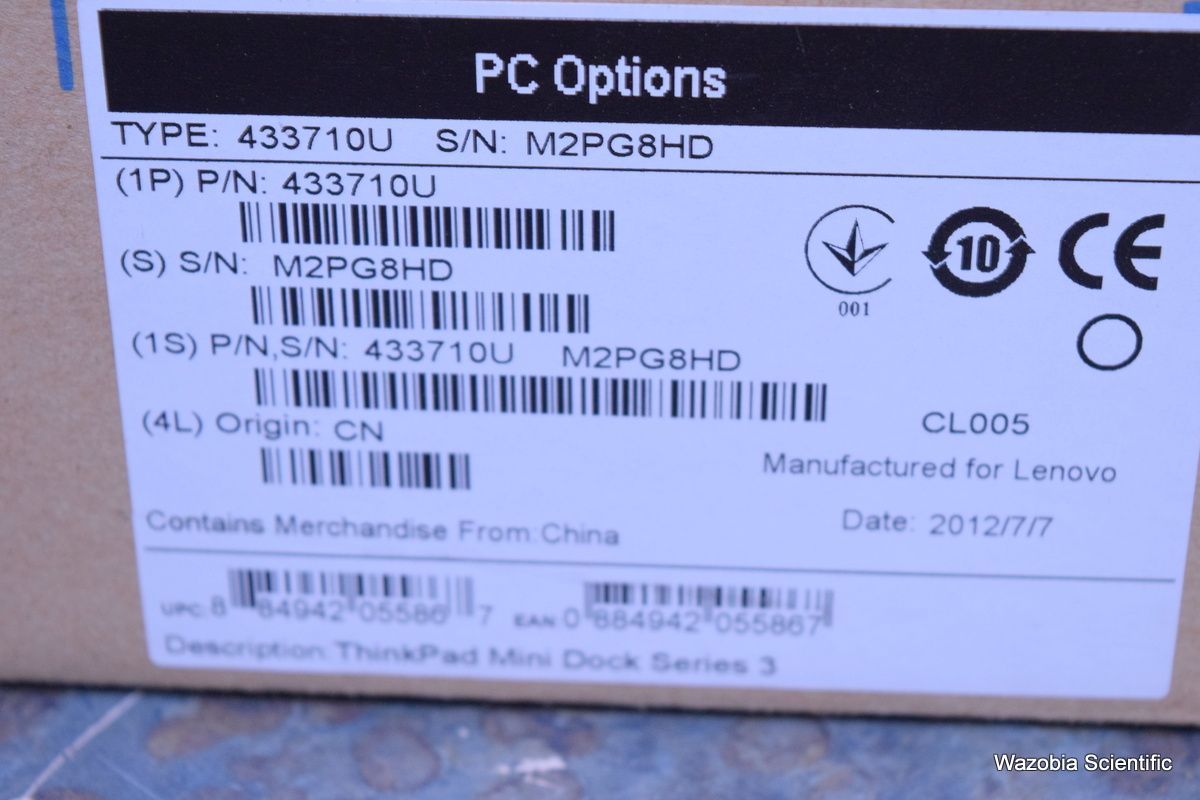 PC Options
TYPE: 433710U S/N: M2PG8HD
(1P) P/N: 433710U
(S) S/N: M2PG8HD
001
10
CE
(1S) P/N,S/N: 433710U M2PG8HD
CL005
(4L) Origin: CN
Manufactured for Lenovo
Contains Merchandise From:China
Date: 2012/7/7
UPC: 8 84942 05586 7 EAN: 0 884942 055867
Description:ThinkPad Mini Dock Series 3
Wazobia Scientific